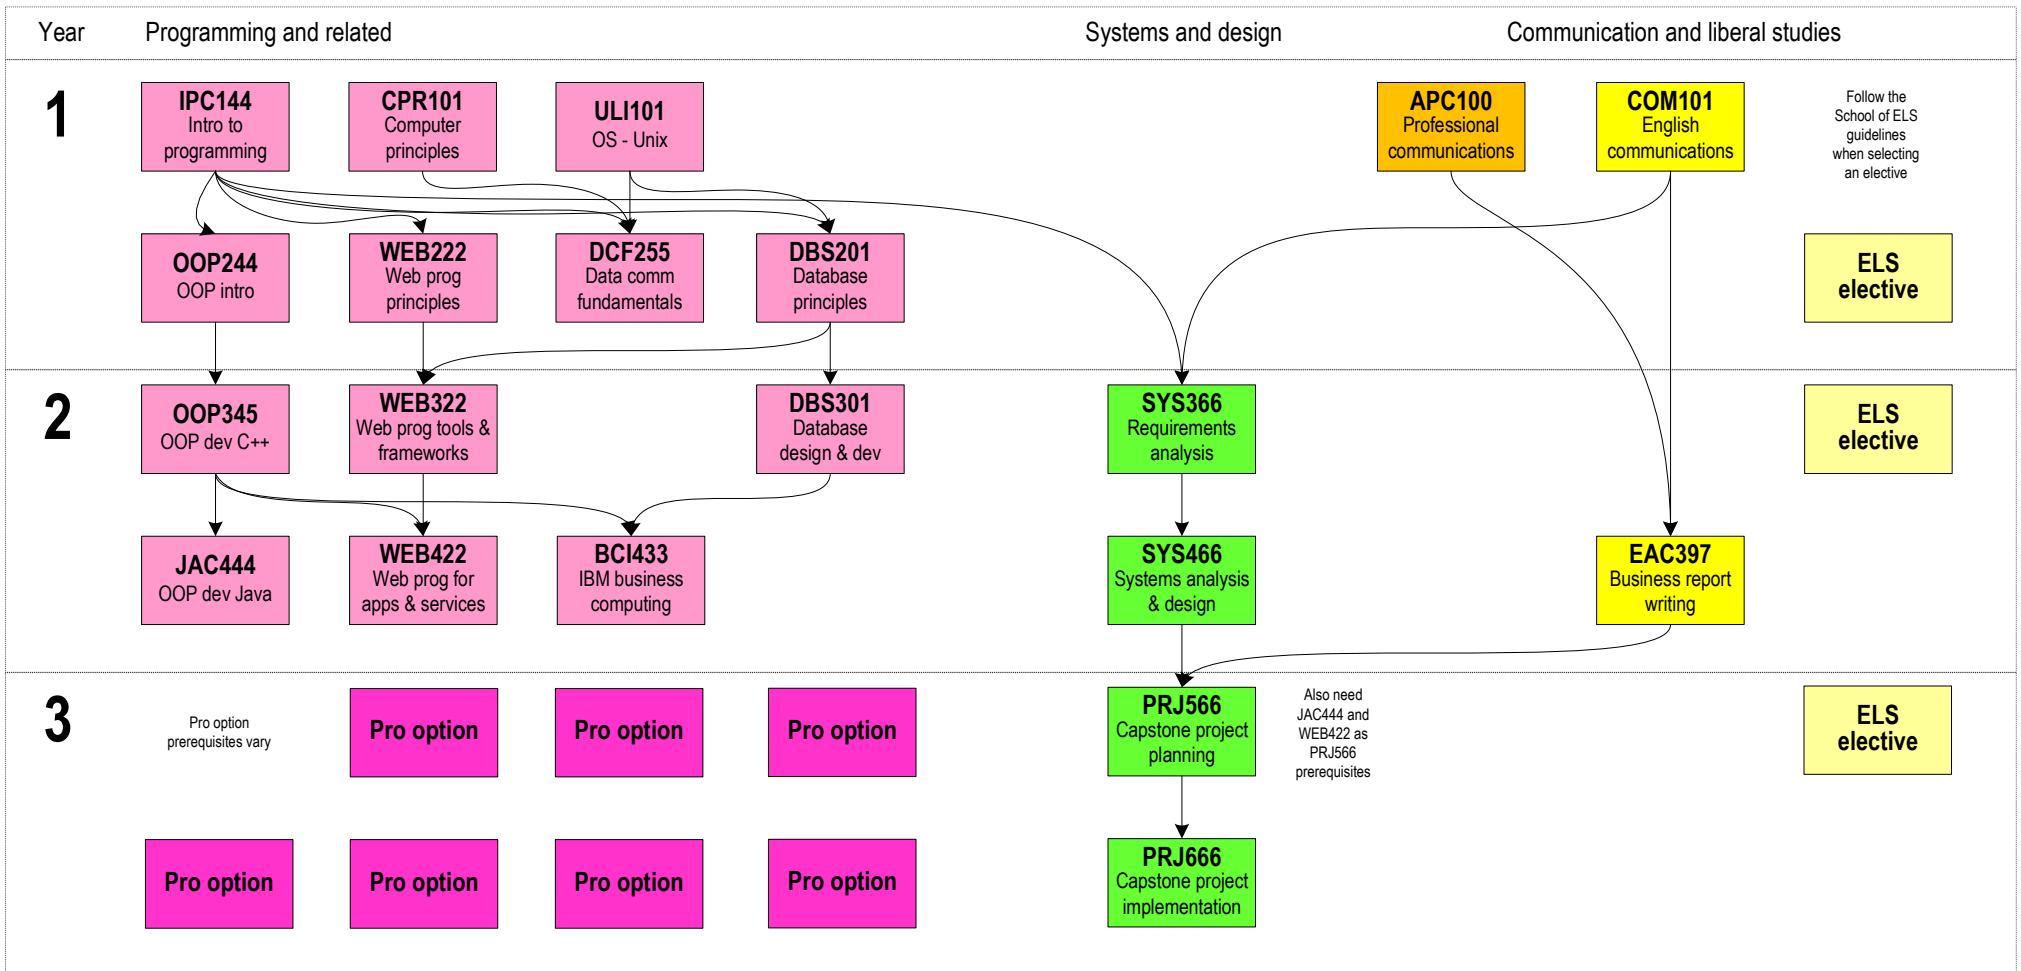 Year
Programming and related
Systems and design
Communication and liberal studies
1
IPC144
Intro to
programming
CPR101
Computer
principles
ULI101
OS - Unix
APC100
Professional
communications
COM101
English
communications
Follow the
School of ELS
guidelines
when selecting
an elective
OOP244
OOP intro
WEB222
Web prog
principles
DCF255
Data comm
fundamentals
DBS201
Database
principles
ELS
elective
2
OOP345
OOP dev C++
WEB322
Web prog tools &
frameworks
DBS301
Database
design & dev
SYS366
Requirements
analysis
ELS
elective
JAC444
OOP dev Java
WEB422
Web prog for
apps & services
BCI433
IBM business
computing
SYS466
Systems analysis
& design
EAC397
Business report
writing
3
Pro option
prerequisites vary
Pro option
Pro option
Pro option
PRJ566
Capstone project
planning
Also need
JAC444 and
WEB422 as
PRJ566
prerequisites
ELS
elective
Pro option
Pro option
Pro option
Pro option
PRJ666
Capstone project
implementation